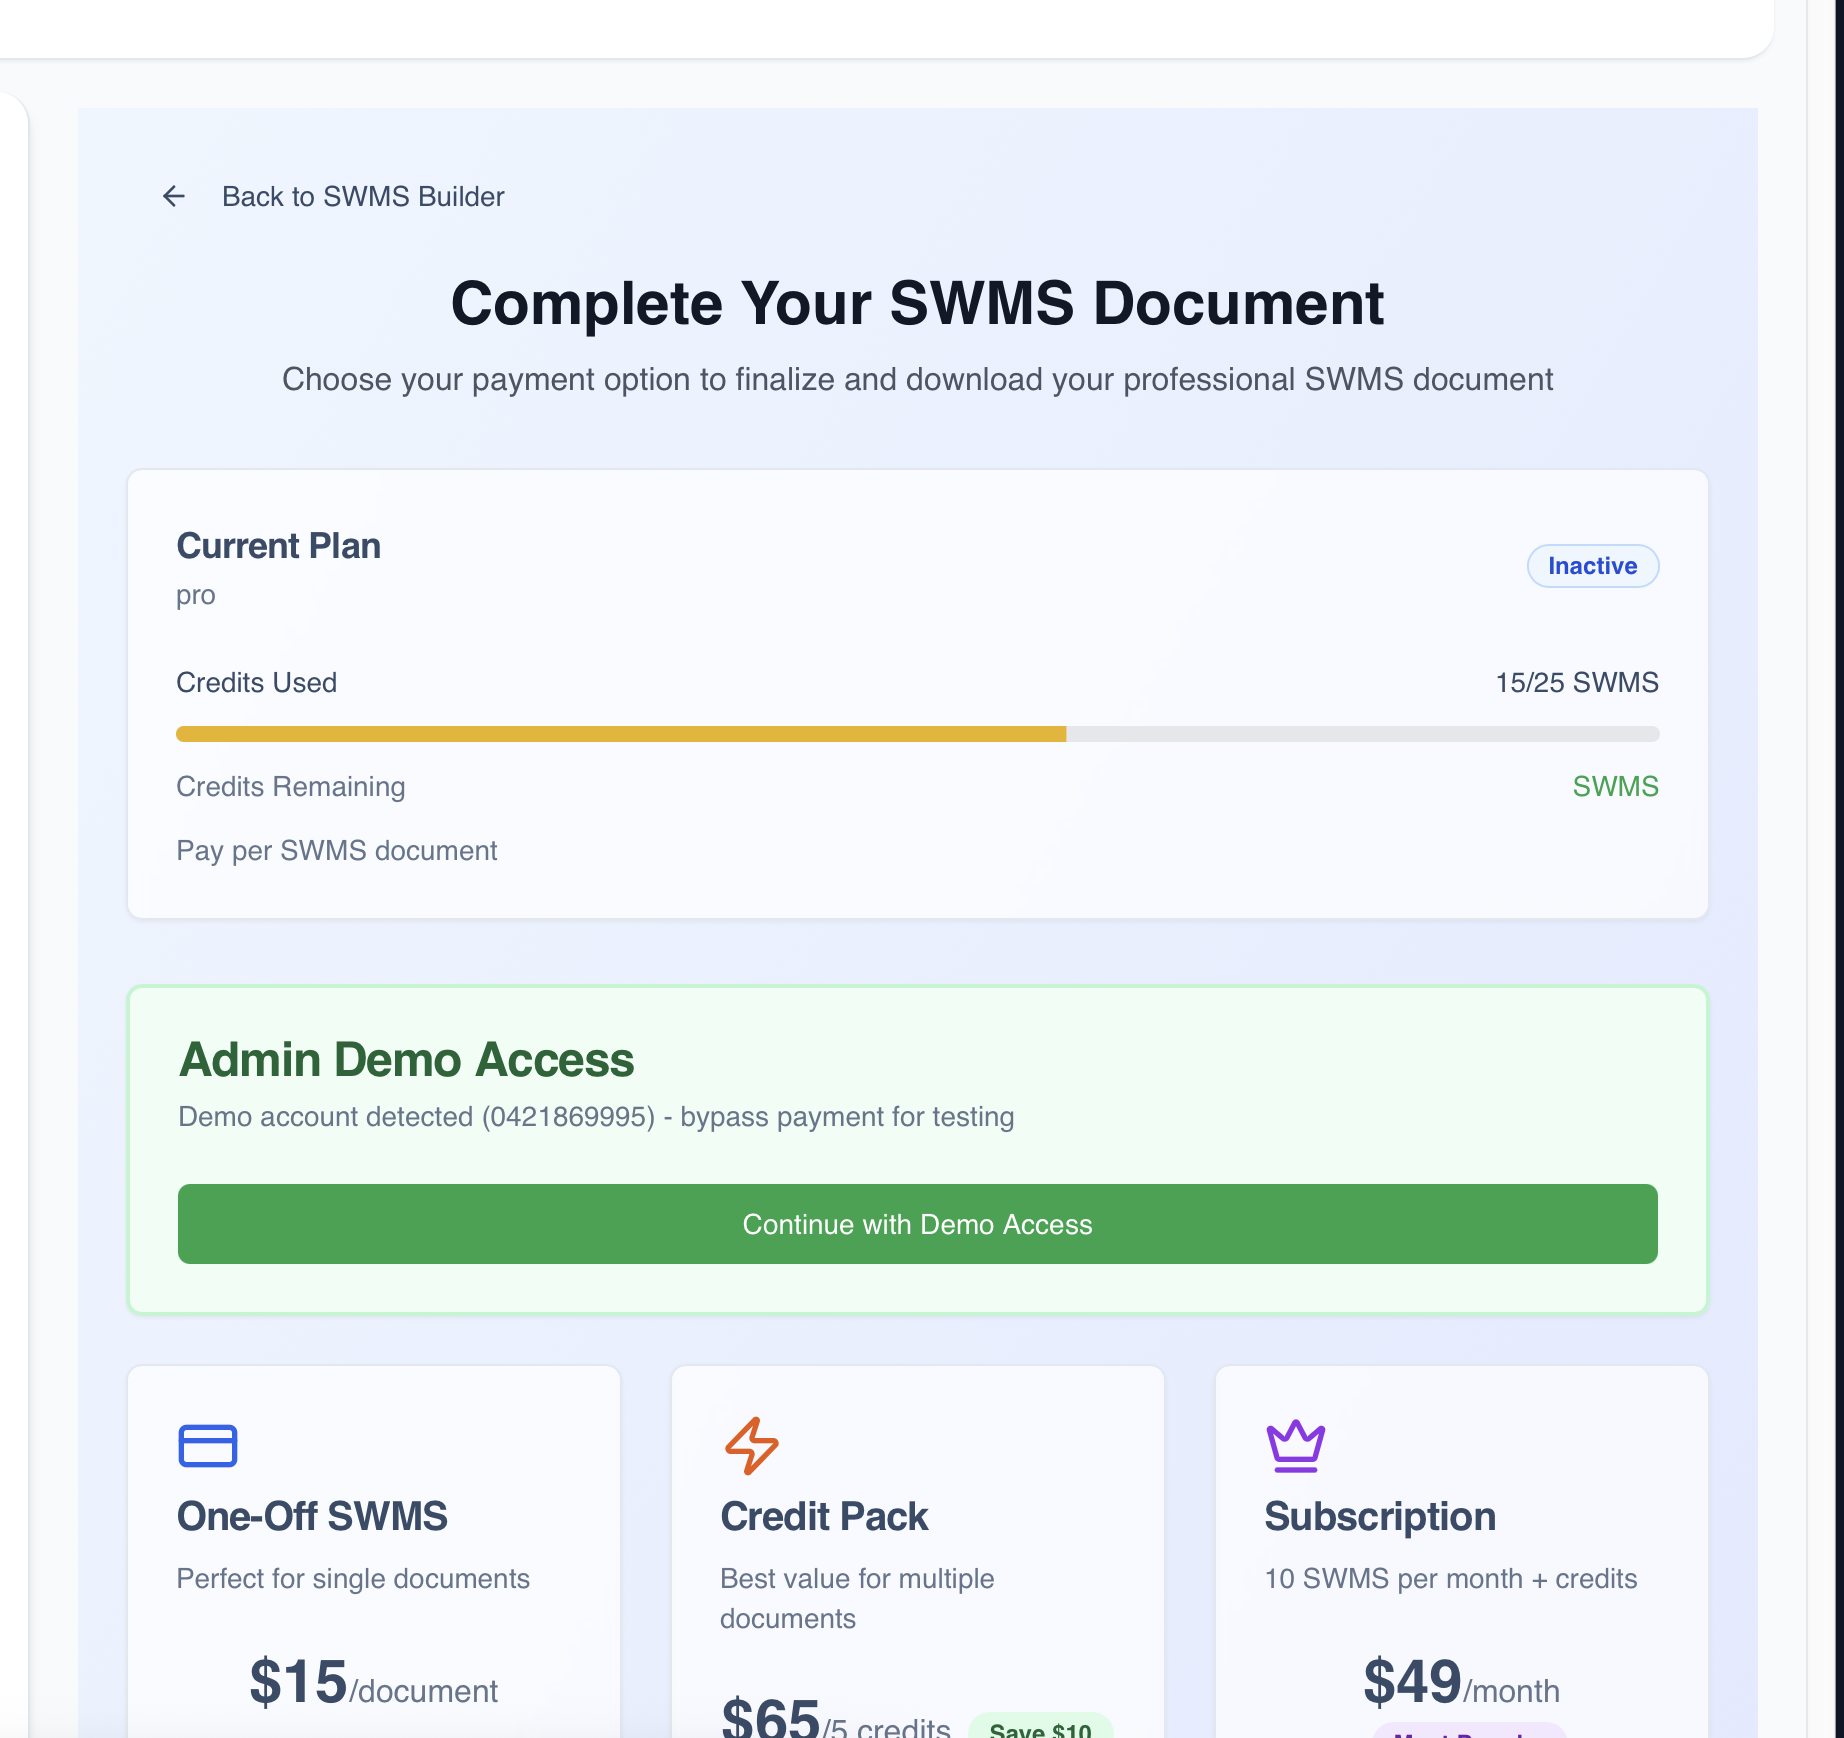 Back to SWMS Builder
Complete Your SWMS Document
Choose your payment option to finalize and download your professional SWMS document
Current Plan
pro
Inactive
Credits Used
15/25 SWMS
Credits Remaining
SWMS
Pay per SWMS document
Admin Demo Access
Demo account detected (0421869995) - bypass payment for testing
Continue with Demo Access
One-Off SWMS
Perfect for single documents
$15/document
Credit Pack
Best value for multiple
documents
$65/5 credits
Save $10
Subscription
10 SWMS per month + credits
$49/month